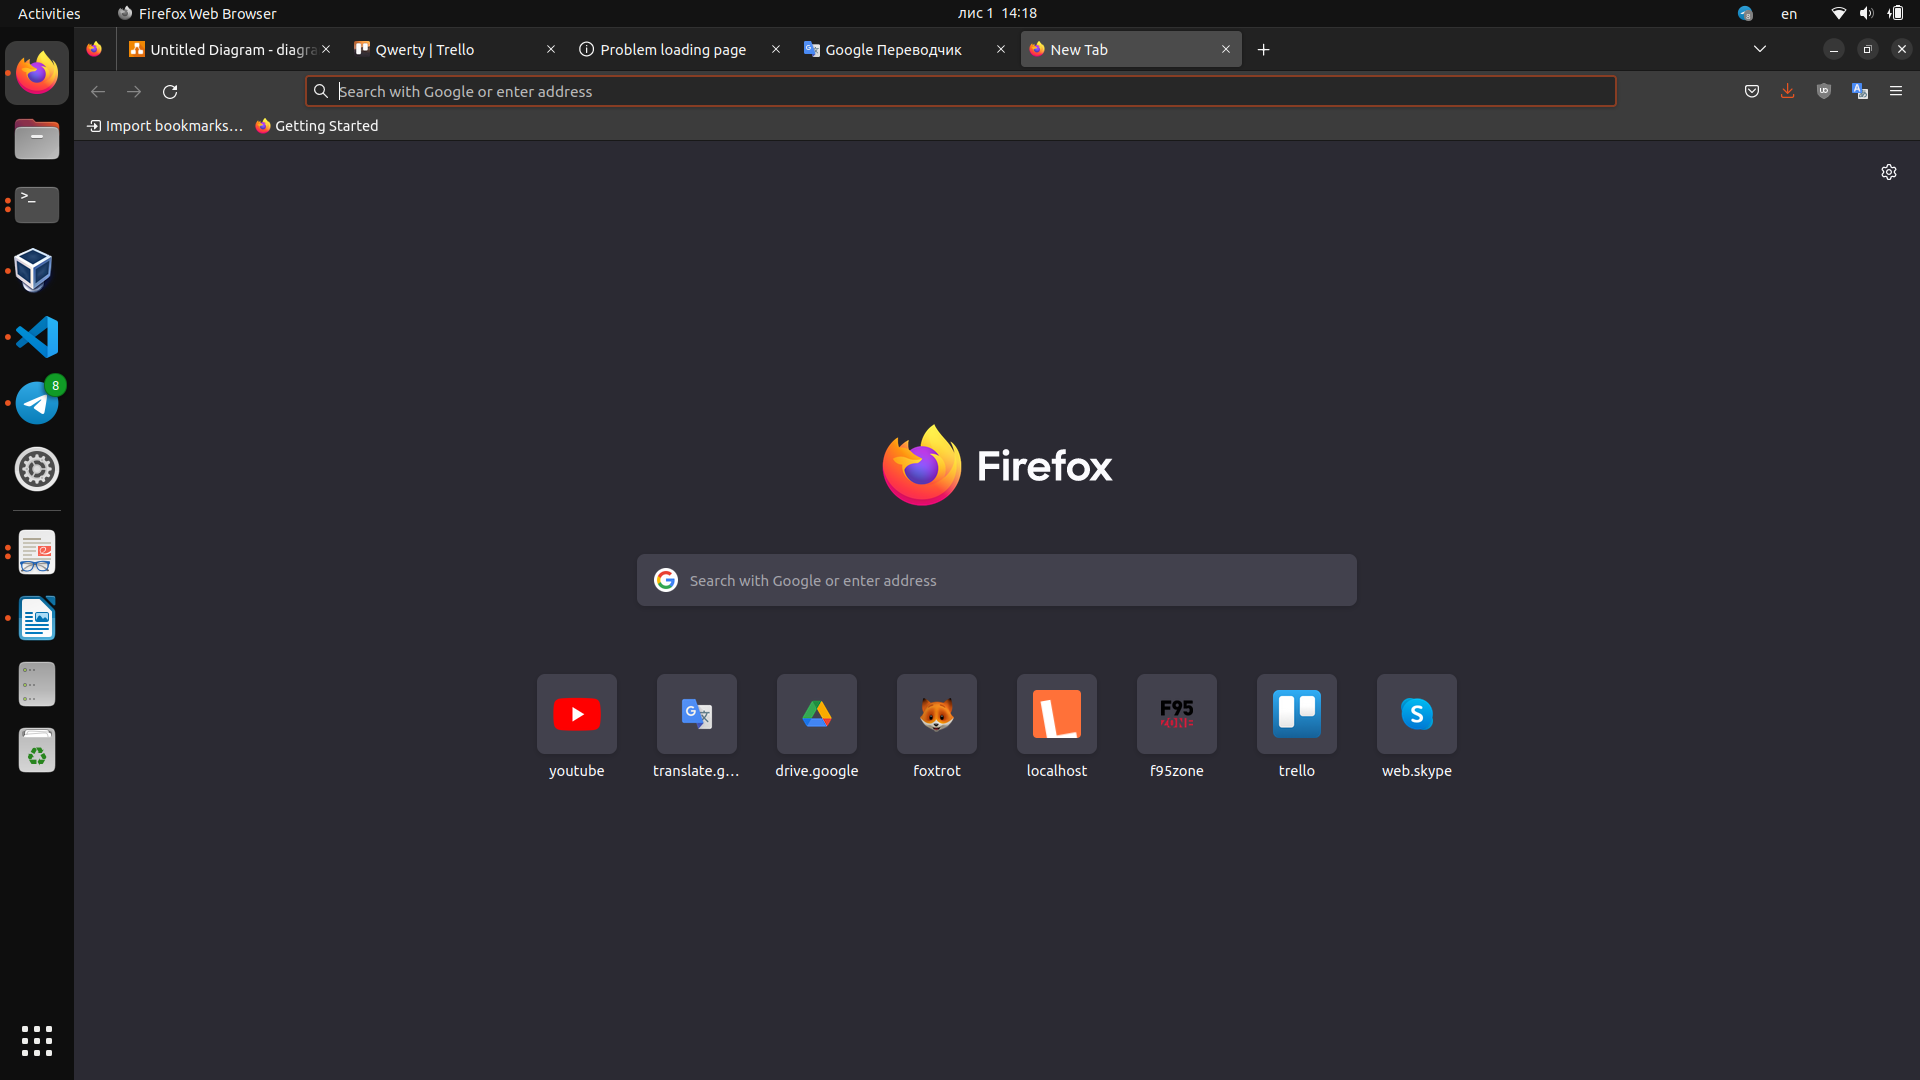 Activities Firefox Web Browser лис 1 14:18 en
Untitled Diagram - diagra Qwerty | Trello Problem loading page Google Переводчик New Tab
Search with Google or enter address
Import bookmarks... Getting Started
8
Firefox
Search with Google or enter address
F95
ZONE
youtube translate.g... drive.google foxtrot localhost f95zone trello web.skype